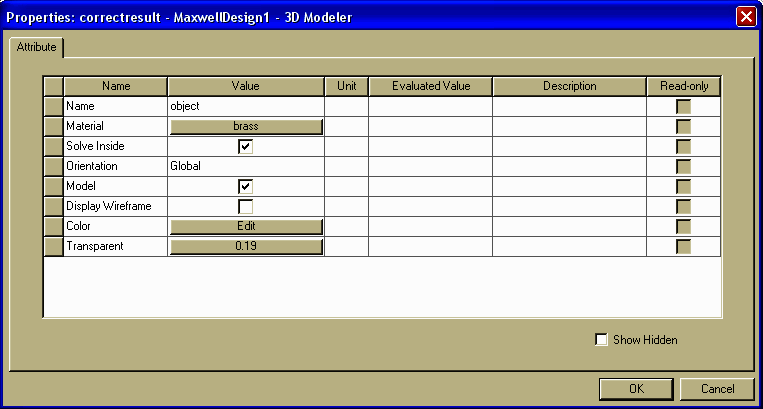 Properties: correctresult - MaxwellDesign1 - 3D Modeler
Attribute
Name Value Unit Evaluated Value Description Read-only
Name object
Material brass
Solve Inside
Orientation Global
Model
Display Wireframe
Color Edit
Transparent 0.19
Show Hidden
OK Cancel